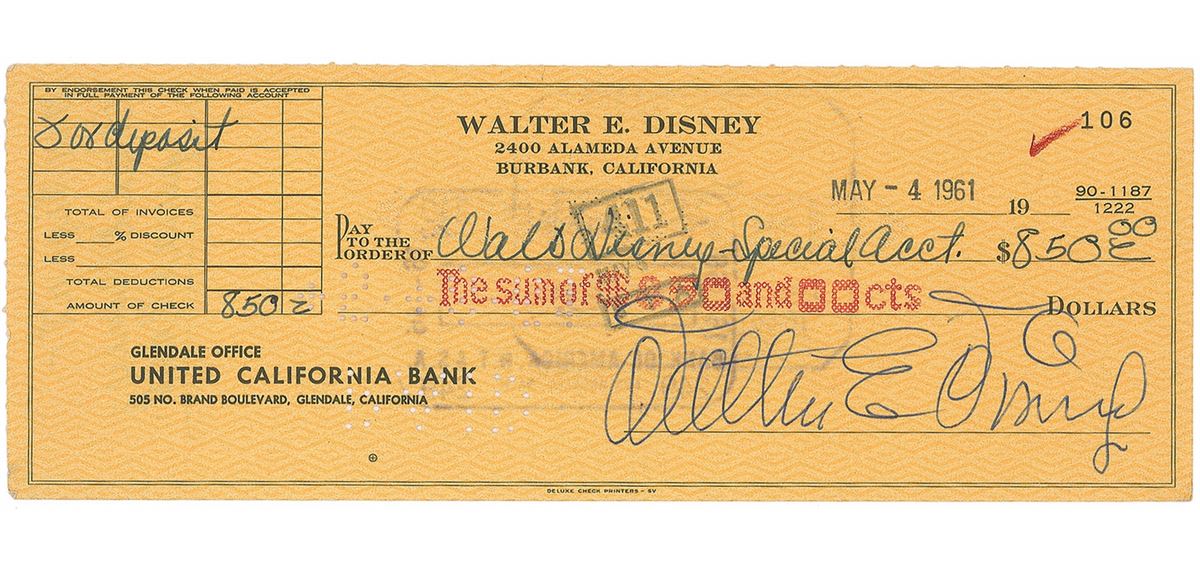 BY ENDORSEMENT THIS CHECK WHEN PAID IS ACCEPTED
IN FULL PAYMENT OF THE FOLLOWING ACCOUNT
For deposit
TOTAL OF INVOICES
LESS % DISCOUNT
LESS
TOTAL DEDUCTIONS
AMOUNT OF CHECK 850
WALTER E. DISNEY
2400 ALAMEDA AVENUE
BURBANK, CALIFORNIA
106
MAY - 4 1961 19
90-1187
1222
PAY TO THE ORDER OF Walt Disney - Special Acct. $850 00
The sum of $850 and 00 cts DOLLARS
GLENDALE OFFICE
UNITED CALIFORNIA BANK
505 NO. BRAND BOULEVARD, GLENDALE, CALIFORNIA
Walter E Disney
DELUXE CHECK PRINTERS - SV